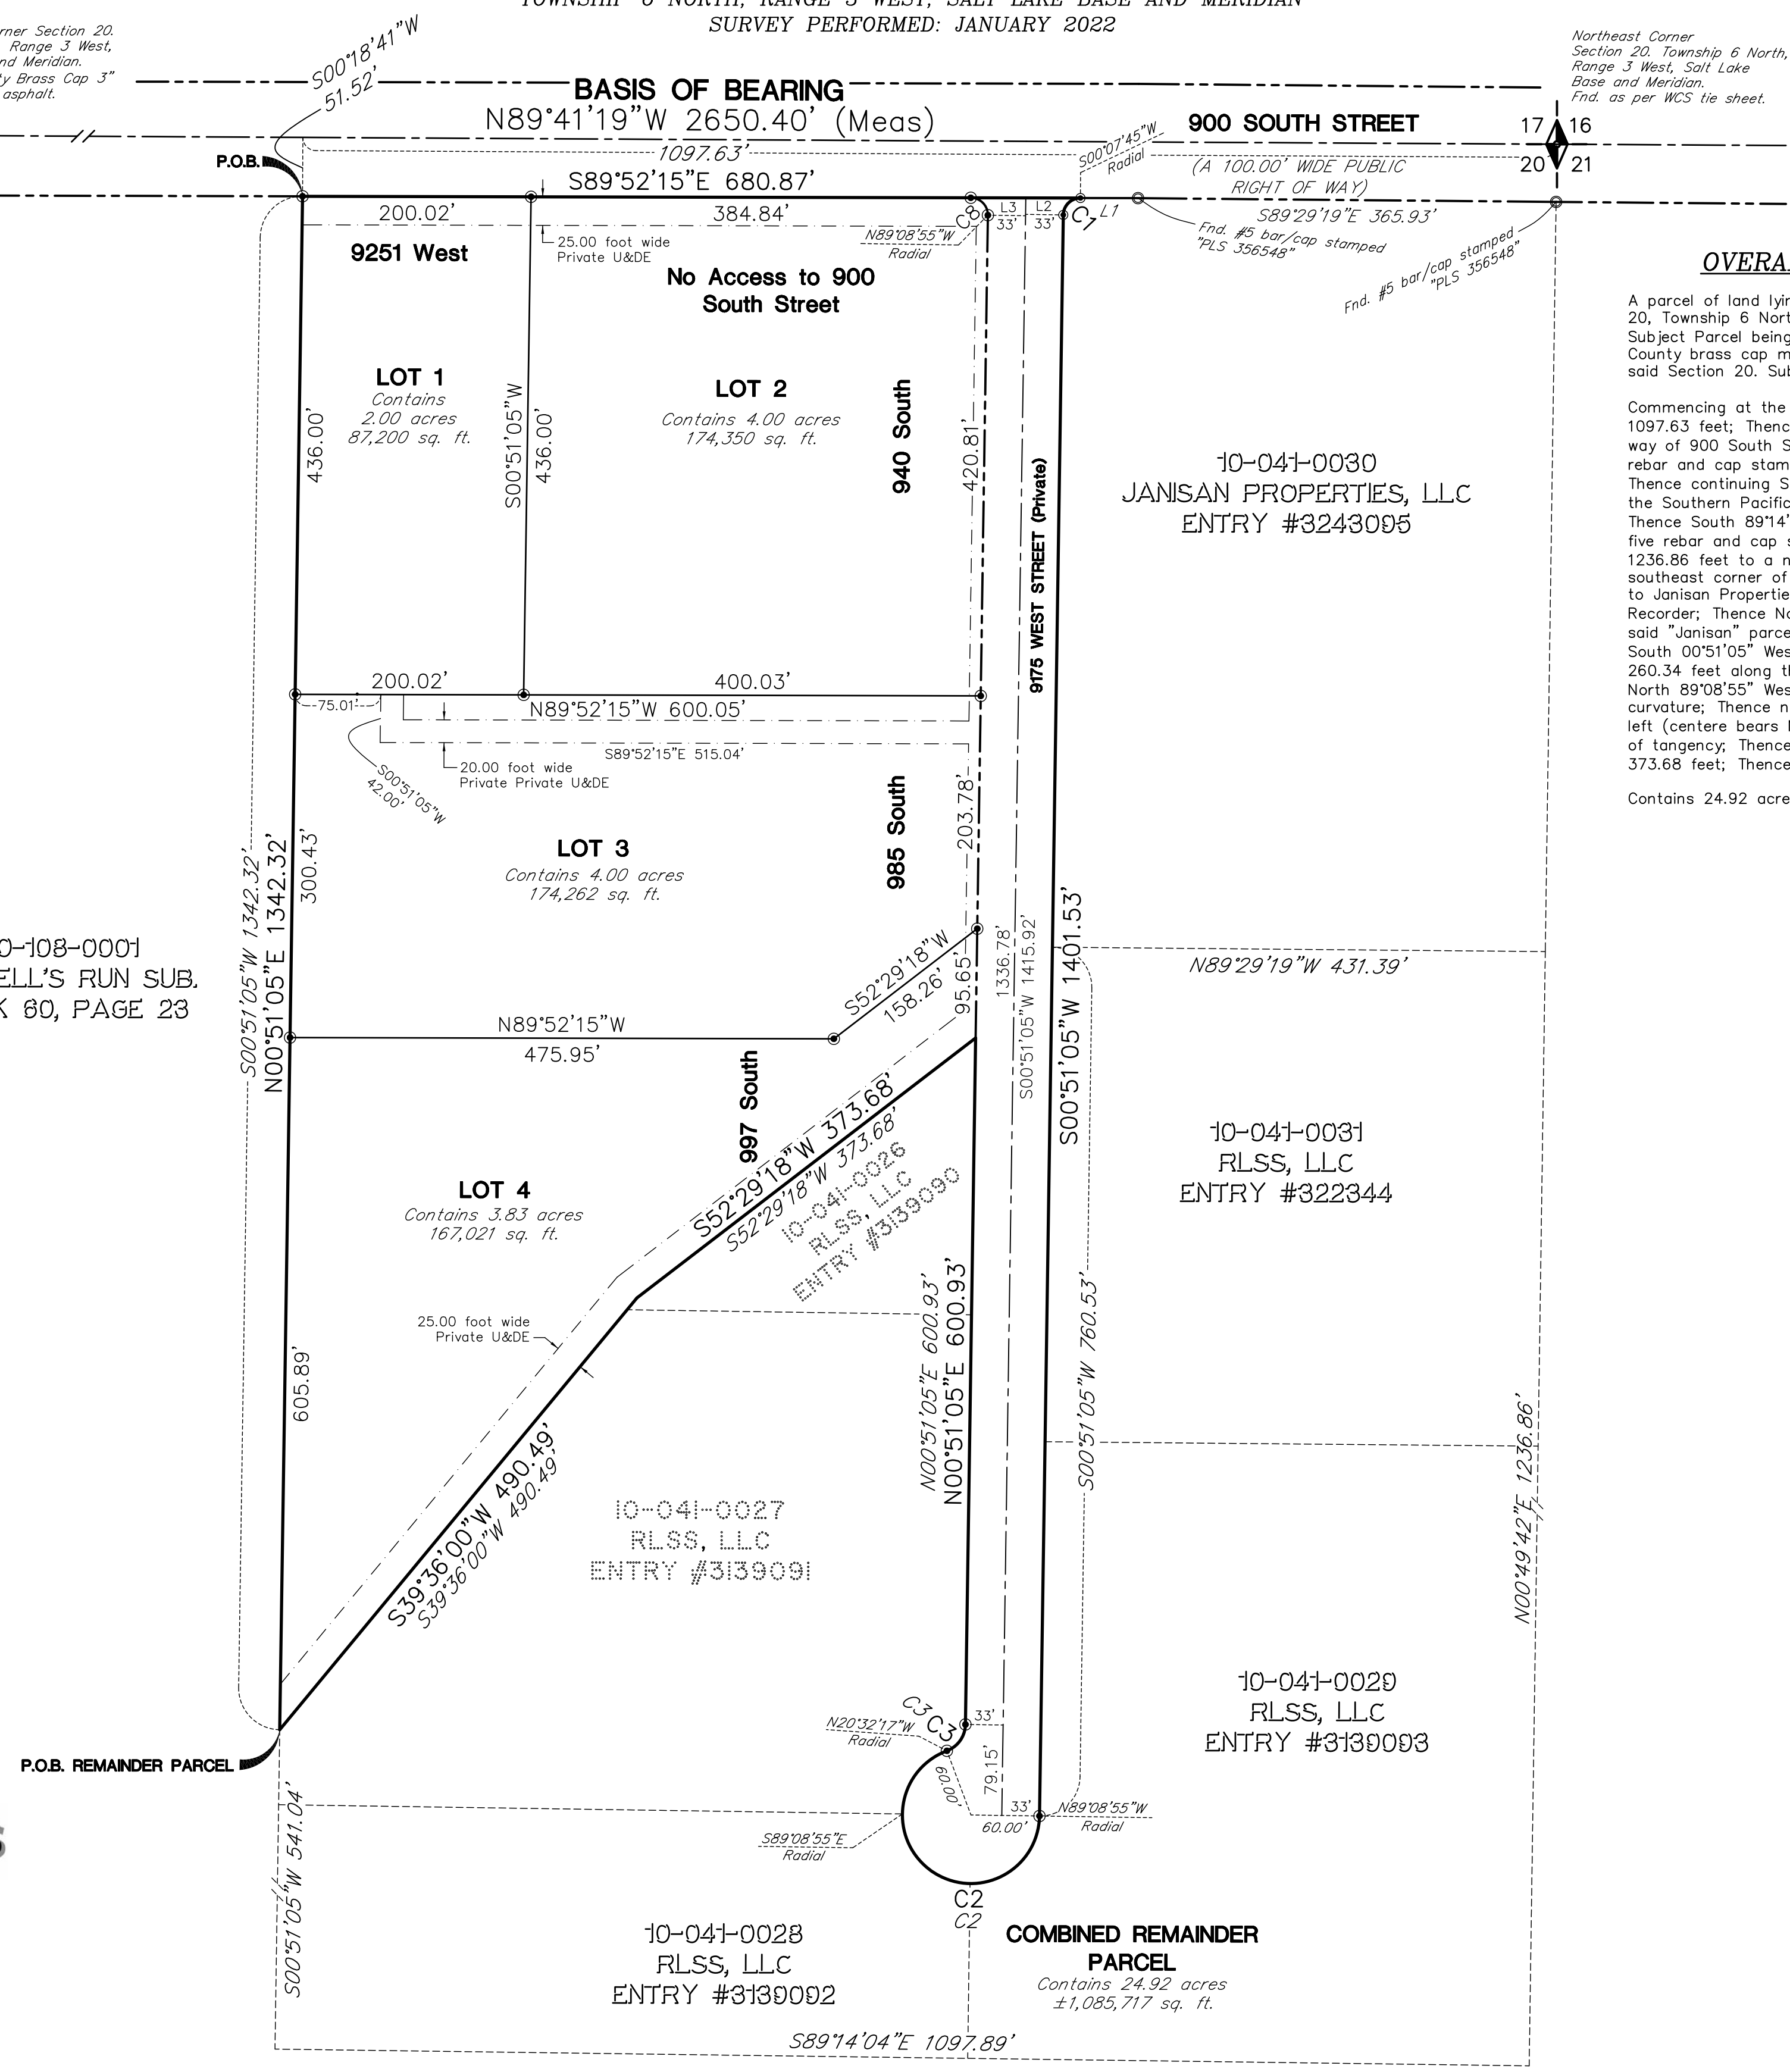 TOWNSHIP 6 NORTH, RANGE 3 WEST, SALT LAKE BASE AND MERIDIAN
SURVEY PERFORMED: JANUARY 2022
rner Section 20.
Range 3 West,
nd Meridian.
ty Brass Cap 3"
asphalt.
S00°18'41"W
51.52'
BASIS OF BEARING
N89°41'19"W 2650.40' (Meas)
900 SOUTH STREET
Northeast Corner
Section 20. Township 6 North,
Range 3 West, Salt Lake
Base and Meridian.
Fnd. as per WCS tie sheet.
17 16
20 21
P.O.B.
1097.63'
S00°07'45"W
Radial
(A 100.00' WIDE PUBLIC
RIGHT OF WAY)
S89°52'15"E 680.87'
200.02'
384.84'
C8
L3
L2
33'
33'
C1
L1
S89°29'19"E 365.93'
Fnd. #5 bar/cap stamped
"PLS 356548"
Fnd. #5 bar/cap stamped
"PLS 356548"
N89°08'55"W
Radial
25.00 foot wide
Private U&DE
9251 West
No Access to 900
South Street
LOT 1
Contains
2.00 acres
87,200 sq. ft.
436.00'
S00°51'05"W
436.00'
LOT 2
Contains 4.00 acres
174,350 sq. ft.
940 South
420.81'
9175 WEST STREET (Private)
10-041-0030
JANISAN PROPERTIES, LLC
ENTRY #3243095
OVERA
A parcel of land lyin
20, Township 6 Nort
Subject Parcel being
County brass cap m
said Section 20. Sub
Commencing at the
1097.63 feet; Thenc
way of 900 South S
rebar and cap stam
Thence continuing S
the Southern Pacific
Thence South 89°14'
five rebar and cap s
1236.86 feet to a n
southeast corner of
to Janisan Propertie
Recorder; Thence No
said "Janisan" parce
South 00°51'05" Wes
260.34 feet along th
North 89°08'55" Wes
curvature; Thence n
left (centere bears
of tangency; Thence
373.68 feet; Thence
Contains 24.92 acre
200.02'
400.03'
75.01'
N89°52'15"W 600.05'
S89°52'15"E 515.04'
20.00 foot wide
Private Private U&DE
S00°51'05"W
42.00'
LOT 3
Contains 4.00 acres
174,262 sq. ft.
985 South
203.78'
300.43'
S00°51'05"W 1342.32'
N00°51'05"E 1342.32'
0-108-0001
ELL'S RUN SUB.
K 60, PAGE 23
S52°29'18"W
158.26'
95.65'
1336.78'
S00°51'05"W 1415.92'
S00°51'05"W 1401.53'
N89°29'19"W 431.39'
N89°52'15"W
475.95'
997 South
S52°29'18"W 373.68'
S52°29'18"W 373.68'
10-041-0026
RLSS, LLC
ENTRY #3139090
10-041-0031
RLSS, LLC
ENTRY #322344
LOT 4
Contains 3.83 acres
167,021 sq. ft.
25.00 foot wide
Private U&DE
605.89'
N00°51'05"E 600.93'
N00°51'05"E 600.93'
S00°51'05"W 760.53'
N00°49'42"E 1236.86'
S39°36'00"W 490.49'
S39°36'00"W 490.49'
10-041-0027
RLSS, LLC
ENTRY #3139091
10-041-0029
RLSS, LLC
ENTRY #3139093
C3
C3
33'
N20°32'17"W
Radial
60.00'
79.15'
33'
60.00'
N89°08'55"W
Radial
S89°08'55"E
Radial
P.O.B. REMAINDER PARCEL
S00°51'05"W 541.04'
S
C2
C2
10-041-0028
RLSS, LLC
ENTRY #3139092
COMBINED REMAINDER
PARCEL
Contains 24.92 acres
±1,085,717 sq. ft.
S89°14'04"E 1097.89'